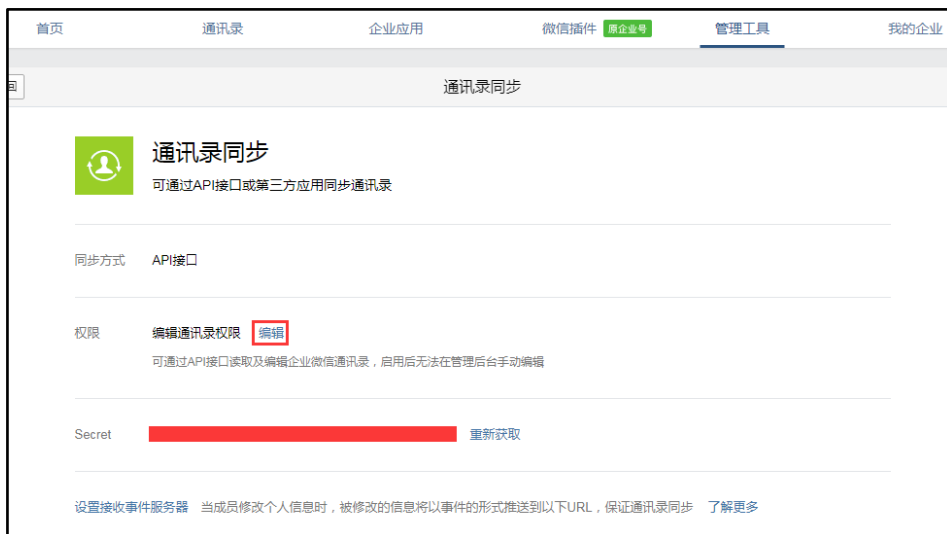 首页 通讯录 企业应用 微信插件 原企业号 管理工具 我的企业
回 通讯录同步
通讯录同步
可通过API接口或第三方应用同步通讯录
同步方式 API接口
权限 编辑通讯录权限 编辑
可通过API接口读取及编辑企业微信通讯录，启用后无法在管理后台手动编辑
Secret 重新获取
设置接收事件服务器 当成员修改个人信息时，被修改的信息将以事件的形式推送到以下URL，保证通讯录同步 了解更多